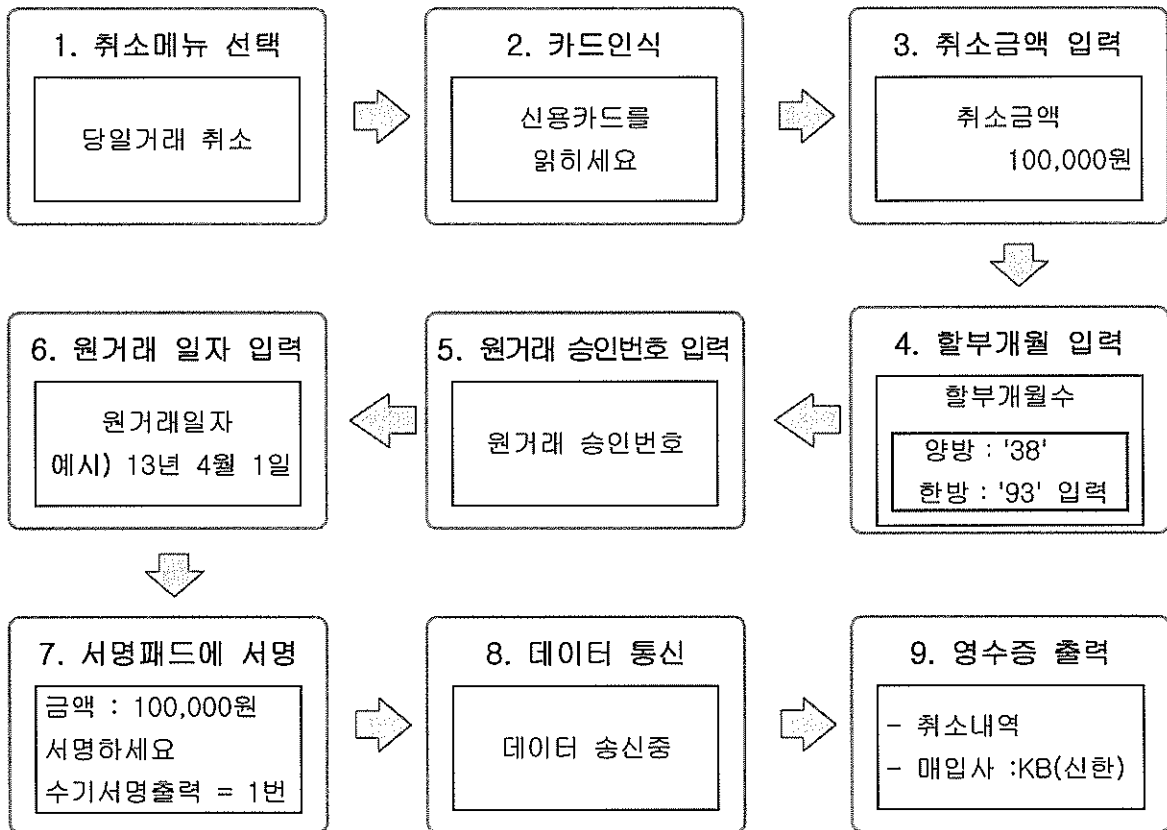 1. 취소메뉴 선택
당일거래 취소
2. 카드인식
신용카드를
읽히세요
3. 취소금액 입력
취소금액
100,000원
4. 할부개월 입력
할부개월수
양방 : '38'
한방 : '93' 입력
5. 원거래 승인번호 입력
원거래 승인번호
6. 원거래 일자 입력
원거래일자
예시) 13년 4월 1일
7. 서명패드에 서명
금액 : 100,000원
서명하세요
수기서명출력 = 1번
8. 데이터 통신
데이터 송신중
9. 영수증 출력
- 취소내역
- 매입사 :KB(신한)